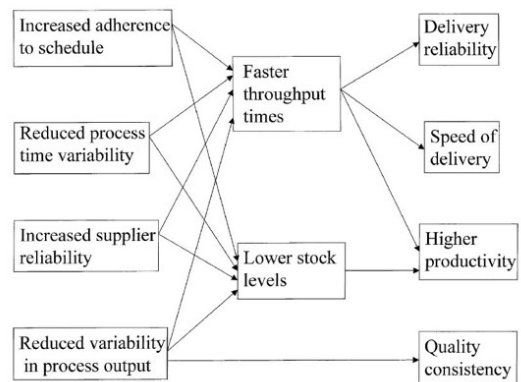 Increased adherence
to schedule
Reduced process
time variability
Increased supplier
reliability
Reduced variability
in process output
Faster
throughput
times
Lower stock
levels
Delivery
reliability
Speed of
delivery
Higher
productivity
Quality
consistency